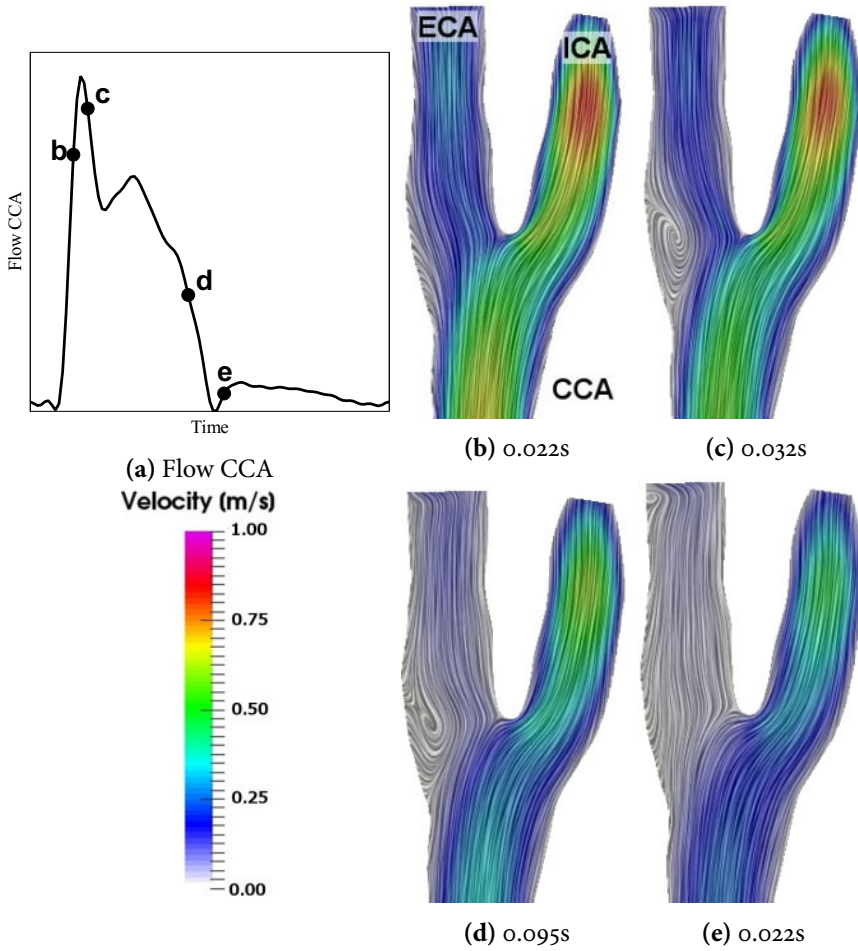 ECA
ICA
b
c
d
e
Flow CCA
Time
(a) Flow CCA
CCA
(b) 0.022s
(c) 0.032s
Velocity (m/s)
1.00
0.75
0.50
0.25
0.00
(d) 0.095s
(e) 0.022s